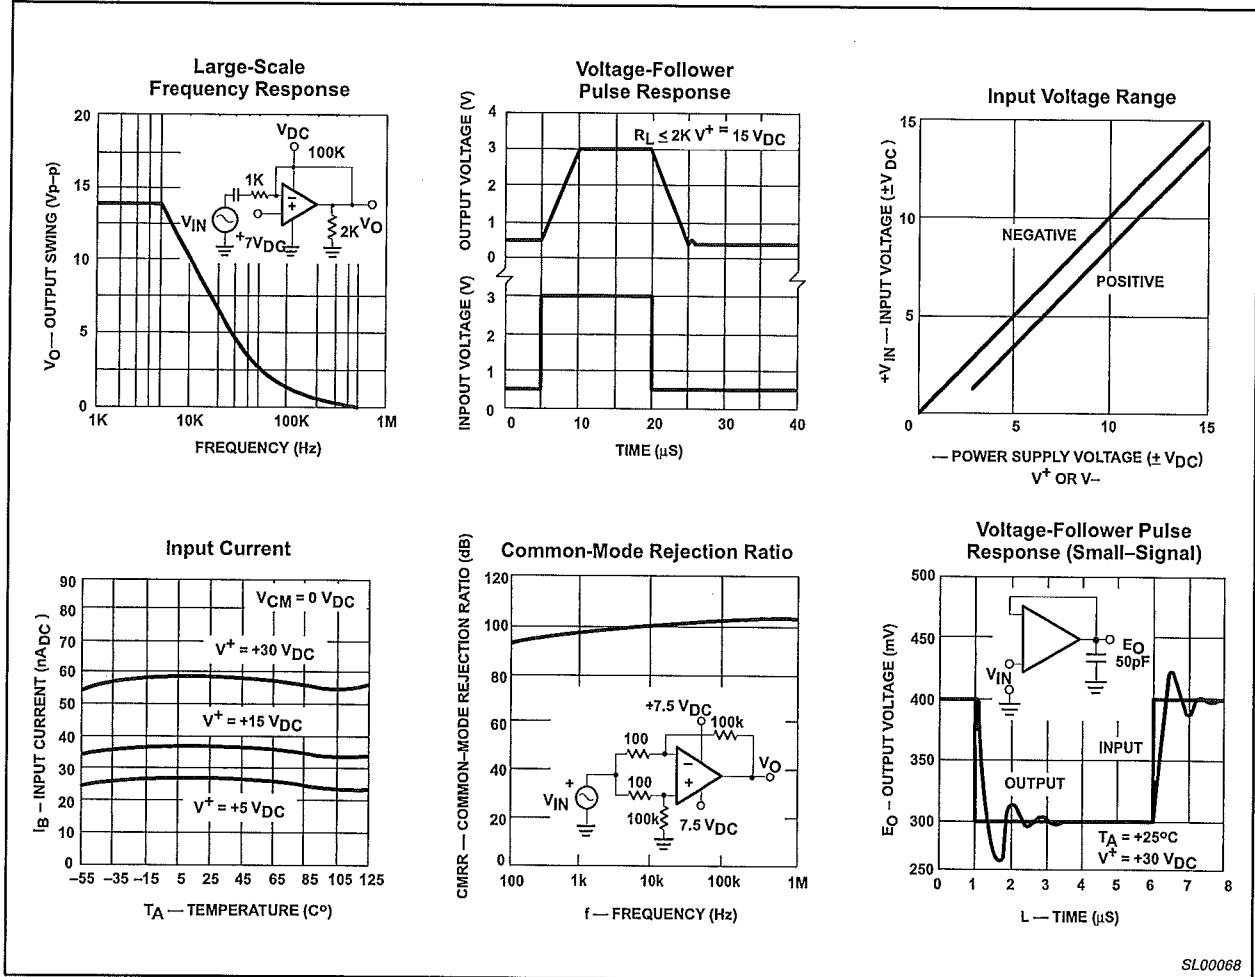 Large-Scale
Frequency Response
20
15
10
5
0
VO — OUTPUT SWING (Vp–p)
VDC
100K
1K
VIN
+7VDC
2K
VO
1K
10K
100K
1M
FREQUENCY (Hz)
Voltage-Follower
Pulse Response
4
3
2
1
0
OUTPUT VOLTAGE (V)
RL ≤ 2K V+ = 15 VDC
3
2
1
0
INPOUT VOLTAGE (V)
0
10
20
30
40
TIME (µS)
Input Voltage Range
15
10
5
+VIN — INPUT VOLTAGE (±VDC)
NEGATIVE
POSITIVE
0
5
10
15
— POWER SUPPLY VOLTAGE (± VDC)
V+ OR V–
Input Current
90
80
70
60
50
40
30
20
10
0
IB – INPUT CURRENT (nADC)
VCM = 0 VDC
V+ = +30 VDC
V+ = +15 VDC
V+ = +5 VDC
–55 –35 –15 5 25 45 65 85 105 125
TA — TEMPERATURE (Cº)
Common-Mode Rejection Ratio
120
100
80
60
40
20
0
CMRR — COMMON–MODE REJECTION RATIO (dB)
+7.5 VDC
100k
100
100
VO
+
VIN
100k
7.5 VDC
100
1k
10k
100k
1M
f — FREQUENCY (Hz)
Voltage-Follower Pulse
Response (Small–Signal)
500
450
400
350
300
250
EO – OUTPUT VOLTAGE (mV)
EO
50pF
VIN
INPUT
OUTPUT
TA = +25ºC
V+ = +30 VDC
0 1 2 3 4 5 6 7 8
L — TIME (µS)
SL00068